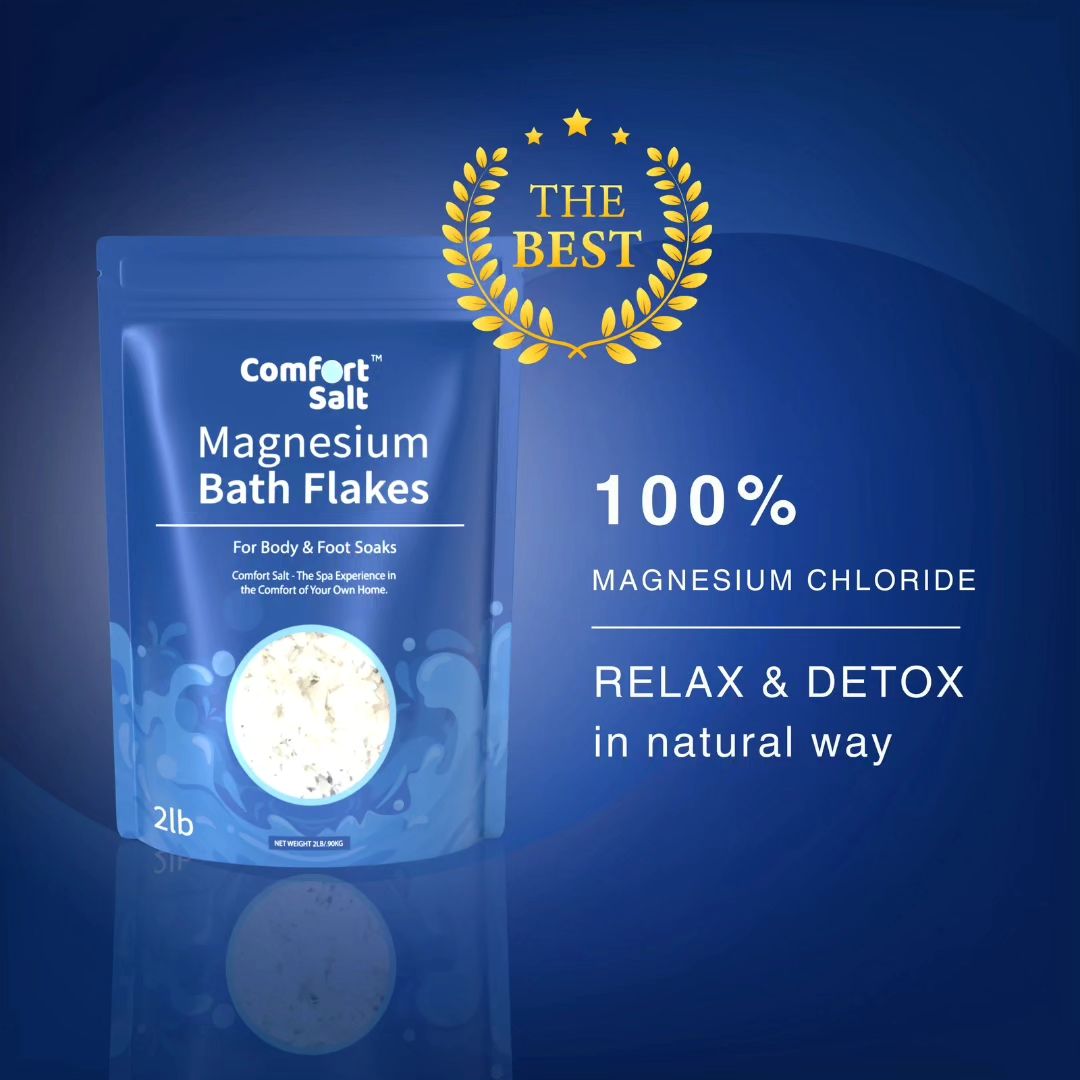 THE
BEST
Comfort™
Salt
Magnesium
Bath Flakes
For Body & Foot Soaks
Comfort Salt - The Spa Experience in
the Comfort of Your Own Home.
2lb
NET WEIGHT 2LB/.90KG
100%
MAGNESIUM CHLORIDE
RELAX & DETOX
in natural way